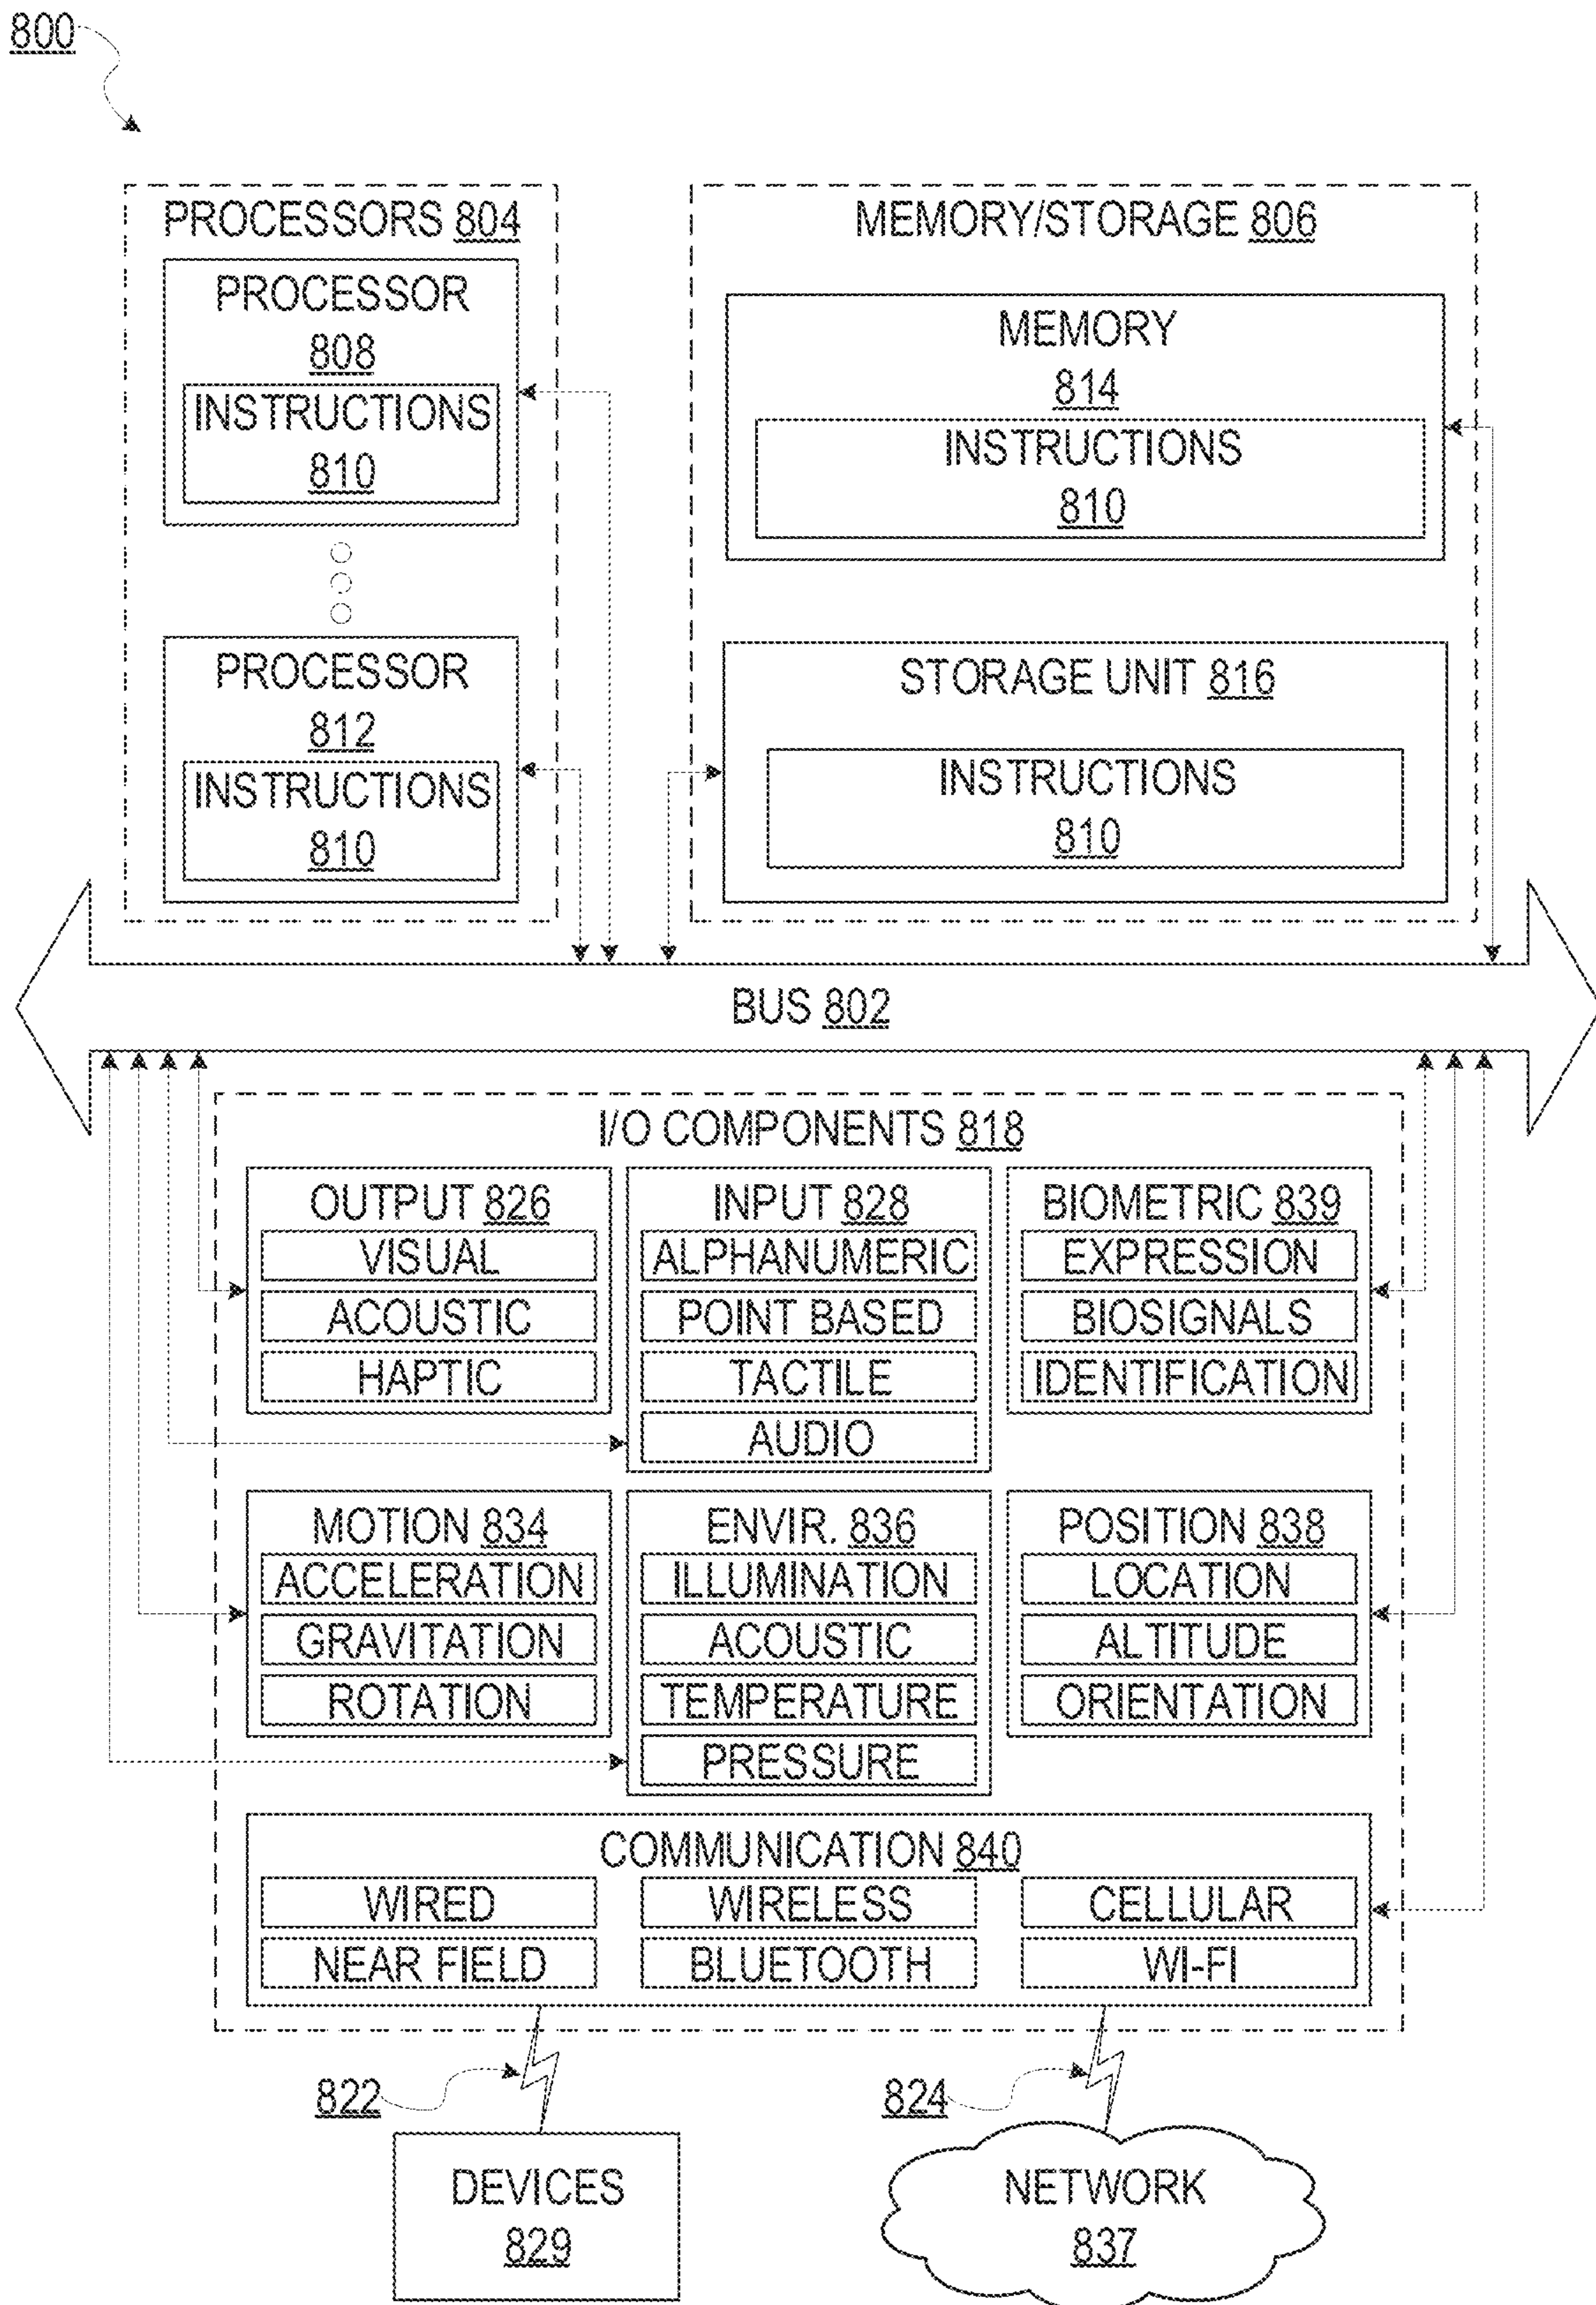 800
PROCESSORS 804
PROCESSOR
808
INSTRUCTIONS
810
PROCESSOR
812
INSTRUCTIONS
810
MEMORY/STORAGE 806
MEMORY
814
INSTRUCTIONS
810
STORAGE UNIT 816
INSTRUCTIONS
810
BUS 802
I/O COMPONENTS 818
OUTPUT 826
VISUAL
ACOUSTIC
HAPTIC
INPUT 828
ALPHANUMERIC
POINT BASED
TACTILE
AUDIO
BIOMETRIC 839
EXPRESSION
BIOSIGNALS
IDENTIFICATION
MOTION 834
ACCELERATION
GRAVITATION
ROTATION
ENVIR. 836
ILLUMINATION
ACOUSTIC
TEMPERATURE
PRESSURE
POSITION 838
LOCATION
ALTITUDE
ORIENTATION
COMMUNICATION 840
WIRED
WIRELESS
CELLULAR
NEAR FIELD
BLUETOOTH
WI-FI
822
824
DEVICES
829
NETWORK
837